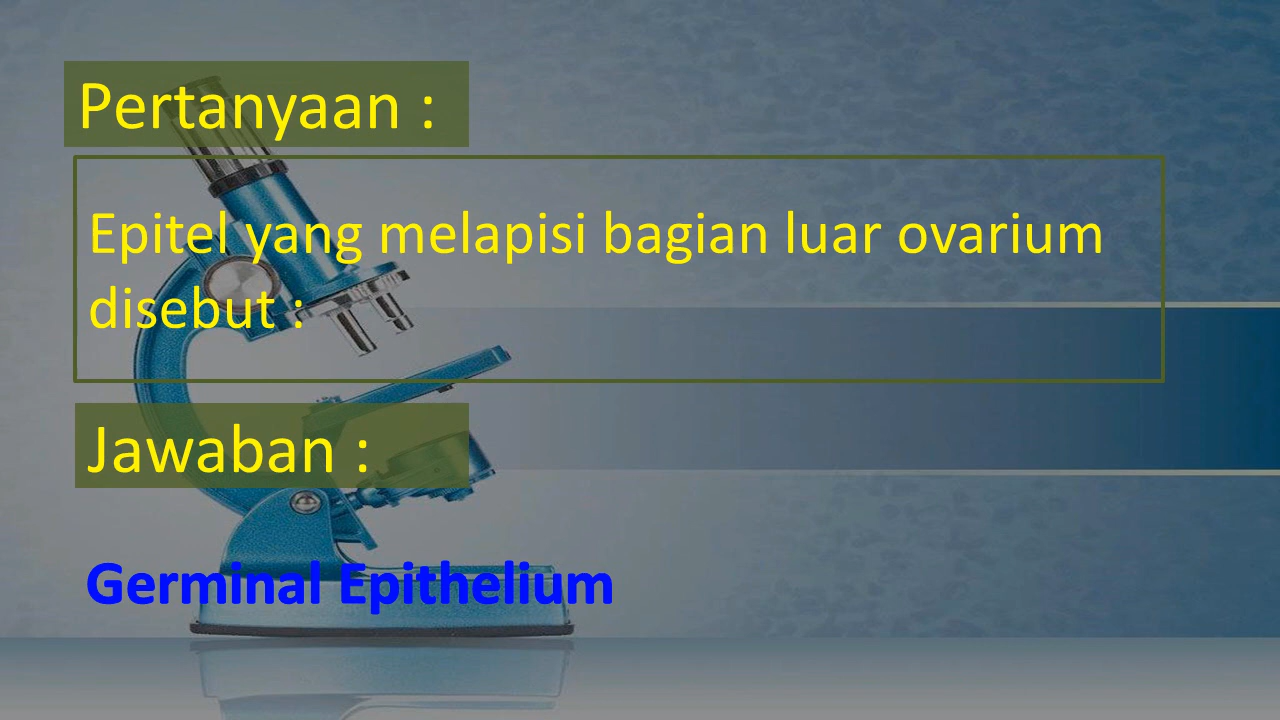 Pertanyaan :
Epitel yang melapisi bagian luar ovarium
disebut :
Jawaban :
Germinal Epithelium